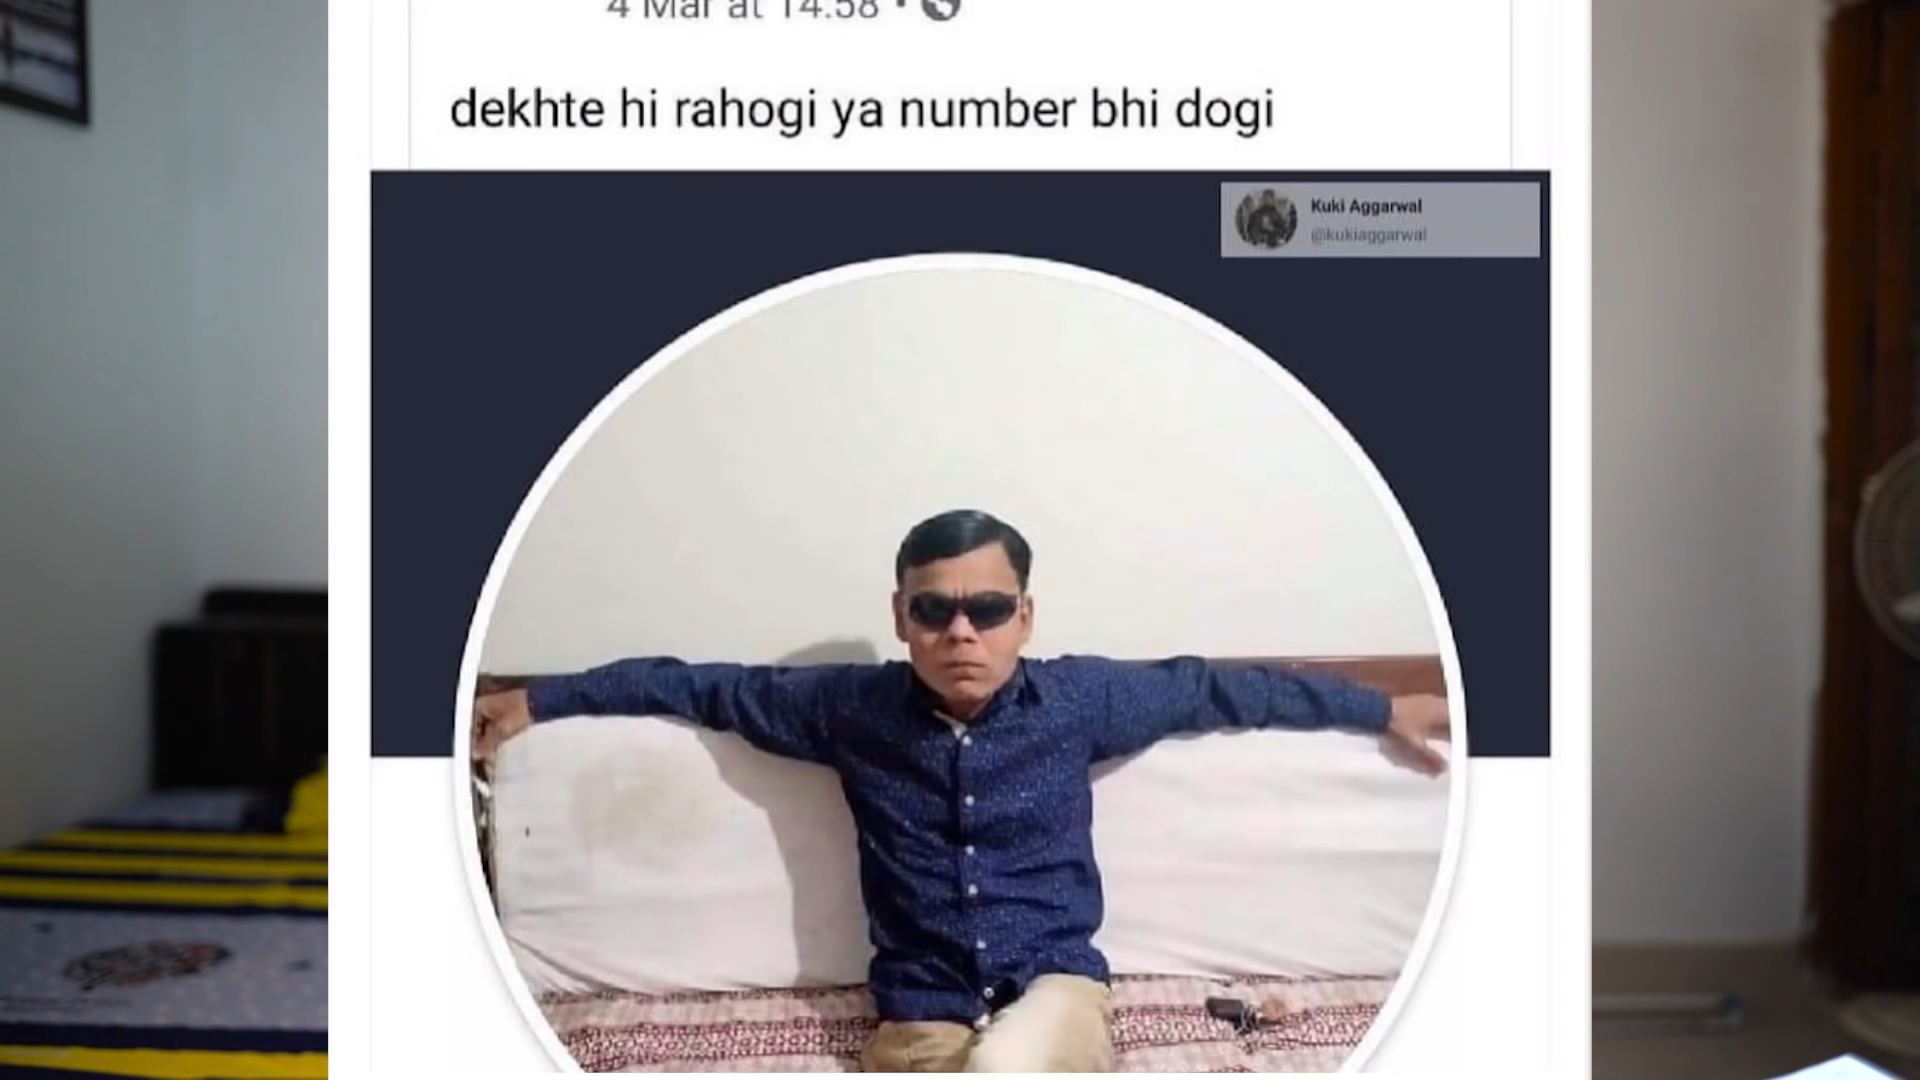 4 Mar at 14:58 •
dekhte hi rahogi ya number bhi dogi
Kuki Aggarwal
@kukiaggarwal